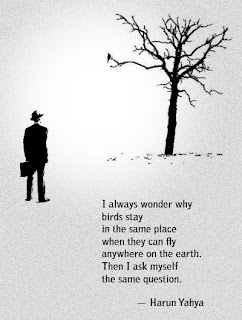 I always wonder why
birds stay
in the same place
when they can fly
anywhere on the earth.
Then I ask myself
the same question.
— Harun Yahya